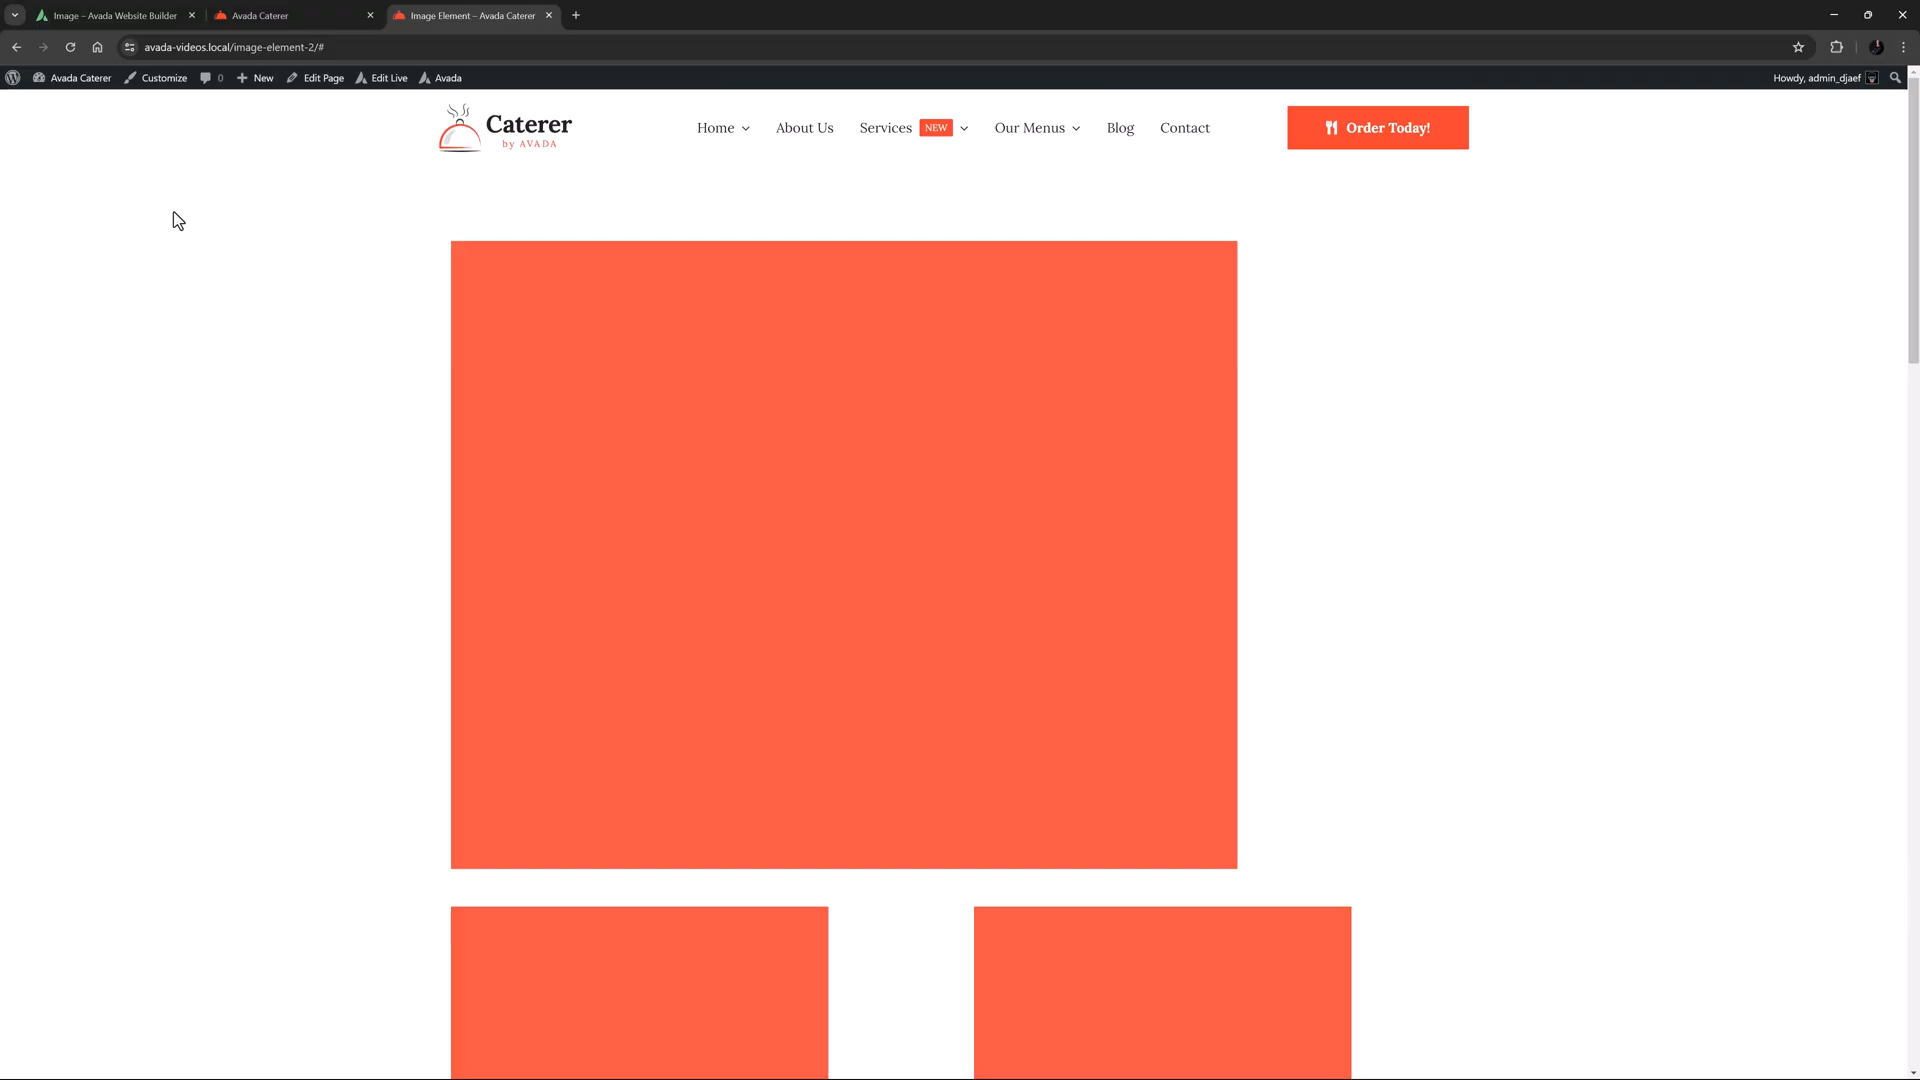 Image – Avada Website Builder
Avada Caterer
Image Element – Avada Caterer
avada-videos.local/image-element-2/#
Avada Caterer
Customize
0
New
Edit Page
Edit Live
Avada
Howdy, admin_djaef
Caterer
by AVADA
Home
About Us
Services NEW
Our Menus
Blog
Contact
Order Today!